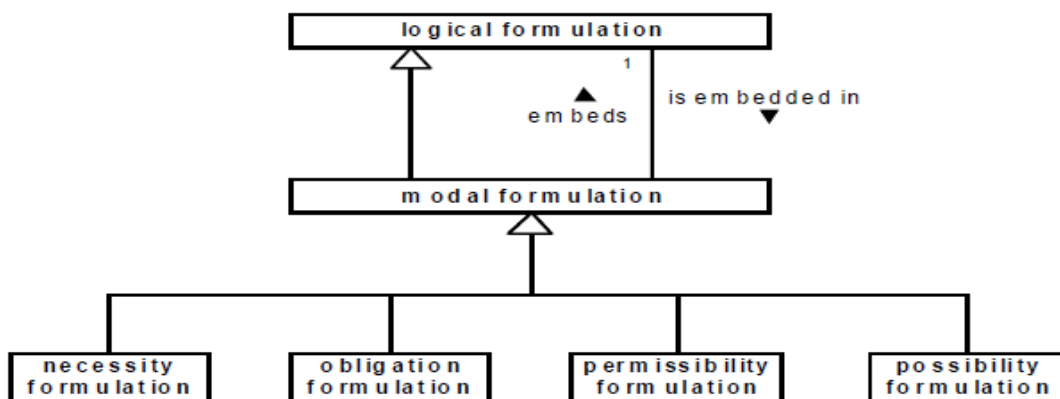 logical formulation
1
embeds
is embedded in
modal formulation
necessity
formulation
obligation
formulation
permissibility
formulation
possibility
formulation